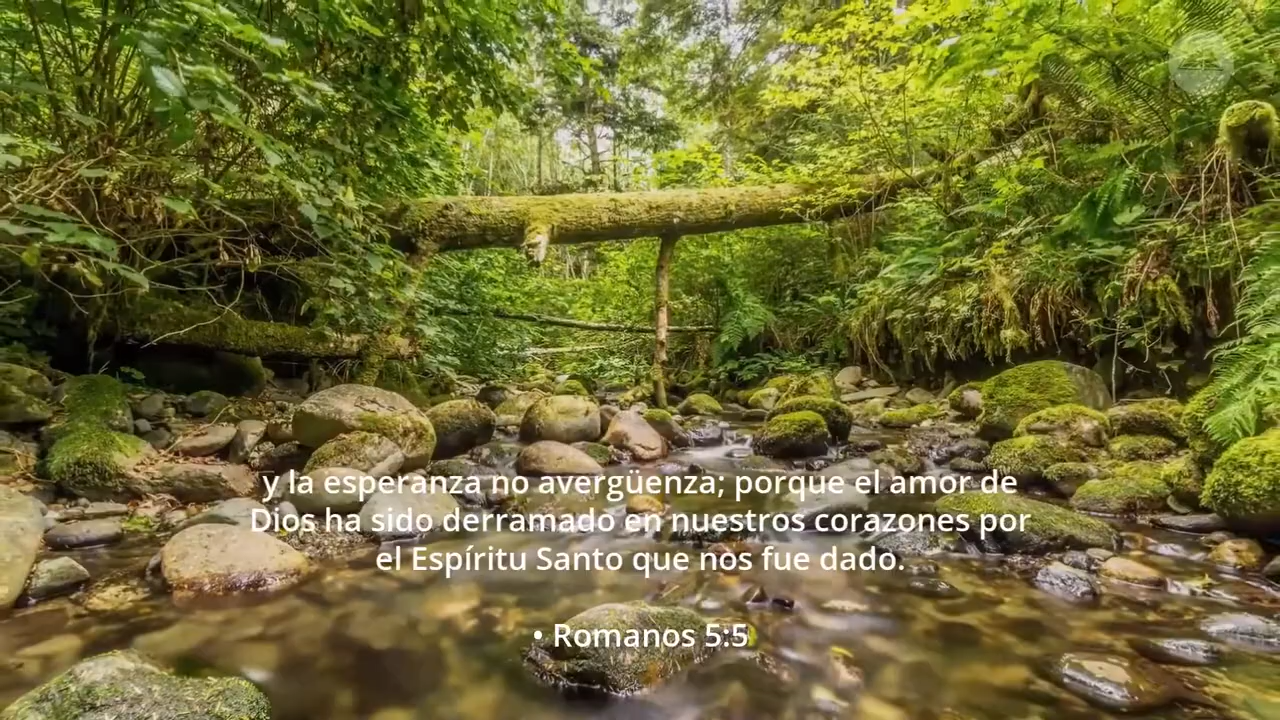 y la esperanza no avergüenza; porque el amor de
Dios ha sido derramado en nuestros corazones por
el Espíritu Santo que nos fue dado.
• Romanos 5:5